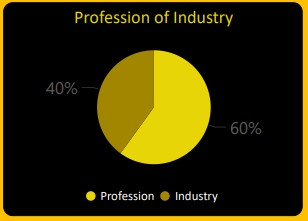 Profession of Industry
40%
60%
Profession Industry